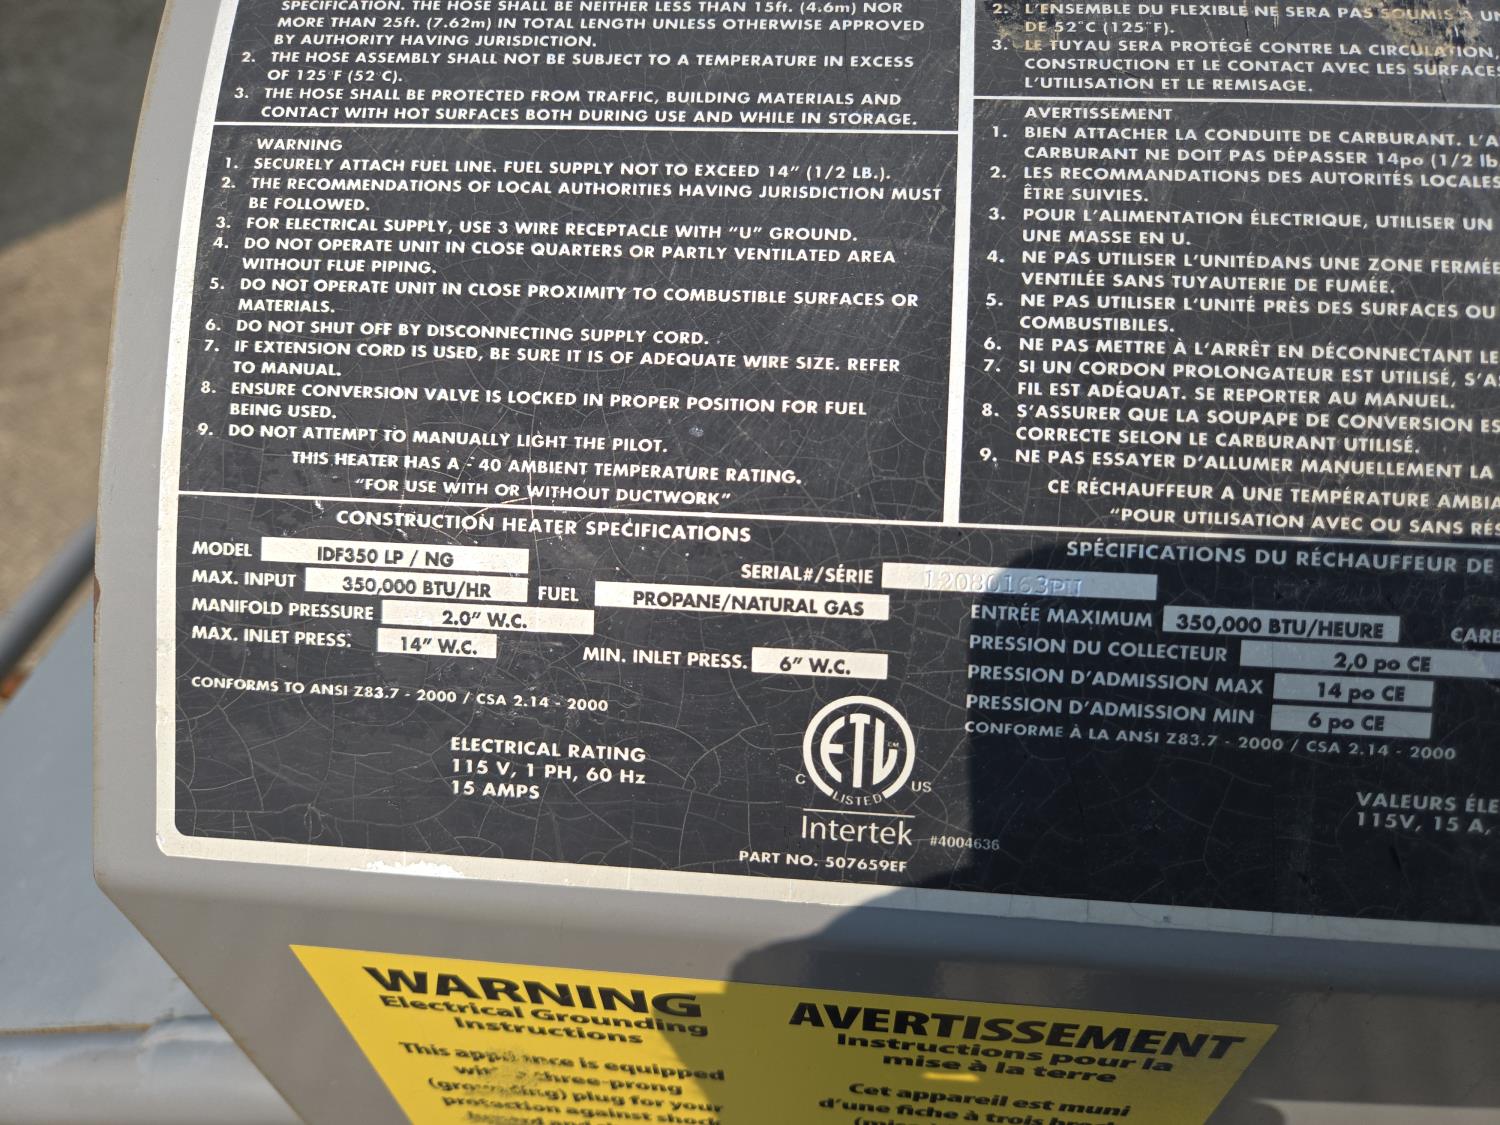 SPECIFICATION. THE HOSE SHALL BE NEITHER LESS THAN 15ft. (4.6m) NOR
MORE THAN 25ft. (7.62m) IN TOTAL LENGTH UNLESS OTHERWISE APPROVED
BY AUTHORITY HAVING JURISDICTION.
2. THE HOSE ASSEMBLY SHALL NOT BE SUBJECT TO A TEMPERATURE IN EXCESS
OF 125°F (52°C).
3. THE HOSE SHALL BE PROTECTED FROM TRAFFIC, BUILDING MATERIALS AND
CONTACT WITH HOT SURFACES BOTH DURING USE AND WHILE IN STORAGE.
WARNING
1. SECURELY ATTACH FUEL LINE. FUEL SUPPLY NOT TO EXCEED 14" (1/2 LB.).
2. THE RECOMMENDATIONS OF LOCAL AUTHORITIES HAVING JURISDICTION MUST
BE FOLLOWED.
3. FOR ELECTRICAL SUPPLY, USE 3 WIRE RECEPTACLE WITH "U" GROUND.
4. DO NOT OPERATE UNIT IN CLOSE QUARTERS OR PARTLY VENTILATED AREA
WITHOUT FLUE PIPING.
5. DO NOT OPERATE UNIT IN CLOSE PROXIMITY TO COMBUSTIBLE SURFACES OR
MATERIALS.
6. DO NOT SHUT OFF BY DISCONNECTING SUPPLY CORD.
7. IF EXTENSION CORD IS USED, BE SURE IT IS OF ADEQUATE WIRE SIZE. REFER
TO MANUAL.
8. ENSURE CONVERSION VALVE IS LOCKED IN PROPER POSITION FOR FUEL
BEING USED.
9. DO NOT ATTEMPT TO MANUALLY LIGHT THE PILOT.
THIS HEATER HAS A - 40 AMBIENT TEMPERATURE RATING.
"FOR USE WITH OR WITHOUT DUCTWORK"
2. L'ENSEMBLE DU FLEXIBLE NE SERA PAS SOUMIS À UN
DE 52°C (125°F).
3. LE TUYAU SERA PROTÉGÉ CONTRE LA CIRCULATION,
CONSTRUCTION ET LE CONTACT AVEC LES SURFACES
L'UTILISATION ET LE REMISAGE.
AVERTISSEMENT
1. BIEN ATTACHER LA CONDUITE DE CARBURANT. L'A
CARBURANT NE DOIT PAS DÉPASSER 14po (1/2 lb
2. LES RECOMMANDATIONS DES AUTORITÉS LOCALES
ÊTRE SUIVIES.
3. POUR L'ALIMENTATION ÉLECTRIQUE, UTILISER UN
UNE MASSE EN U.
4. NE PAS UTILISER L'UNITÉDANS UNE ZONE FERMÉE
VENTILÉE SANS TUYAUTERIE DE FUMÉE.
5. NE PAS UTILISER L'UNITÉ PRÈS DES SURFACES OU
COMBUSTIBILES.
6. NE PAS METTRE À L'ARRÊT EN DÉCONNECTANT LE
7. SI UN CORDON PROLONGATEUR EST UTILISÉ, S'AS
FIL EST ADÉQUAT. SE REPORTER AU MANUEL.
8. S'ASSURER QUE LA SOUPAPE DE CONVERSION ES
CORRECTE SELON LE CARBURANT UTILISÉ.
9. NE PAS ESSAYER D'ALLUMER MANUELLEMENT LA
CE RÉCHAUFFEUR A UNE TEMPÉRATURE AMBIA
"POUR UTILISATION AVEC OU SANS RÉS
CONSTRUCTION HEATER SPECIFICATIONS
MODEL IDF350 LP / NG
SERIAL#/SÉRIE 12080163PU
MAX. INPUT 350,000 BTU/HR FUEL PROPANE/NATURAL GAS
MANIFOLD PRESSURE 2.0" W.C.
MAX. INLET PRESS. 14" W.C. MIN. INLET PRESS. 6" W.C.
CONFORMS TO ANSI Z83.7 - 2000 / CSA 2.14 - 2000
ELECTRICAL RATING
115 V, 1 PH, 60 Hz
15 AMPS
ETL CM
C US
LISTED
Intertek #4004636
PART NO. 507659EF
SPÉCIFICATIONS DU RÉCHAUFFEUR DE
ENTRÉE MAXIMUM 350,000 BTU/HEURE CARB
PRESSION DU COLLECTEUR 2,0 po CE
PRESSION D'ADMISSION MAX 14 po CE
PRESSION D'ADMISSION MIN 6 po CE
CONFORME À LA ANSI Z83.7 - 2000 / CSA 2.14 - 2000
VALEURS ÉLE
115V, 15 A,
WARNING
Electrical Grounding
Instructions
This appliance is equipped
three-prong
plug for your
protection against shock
AVERTISSEMENT
Instructions pour la
mise à la terre
Cet appareil est muni
d'une fiche à trois